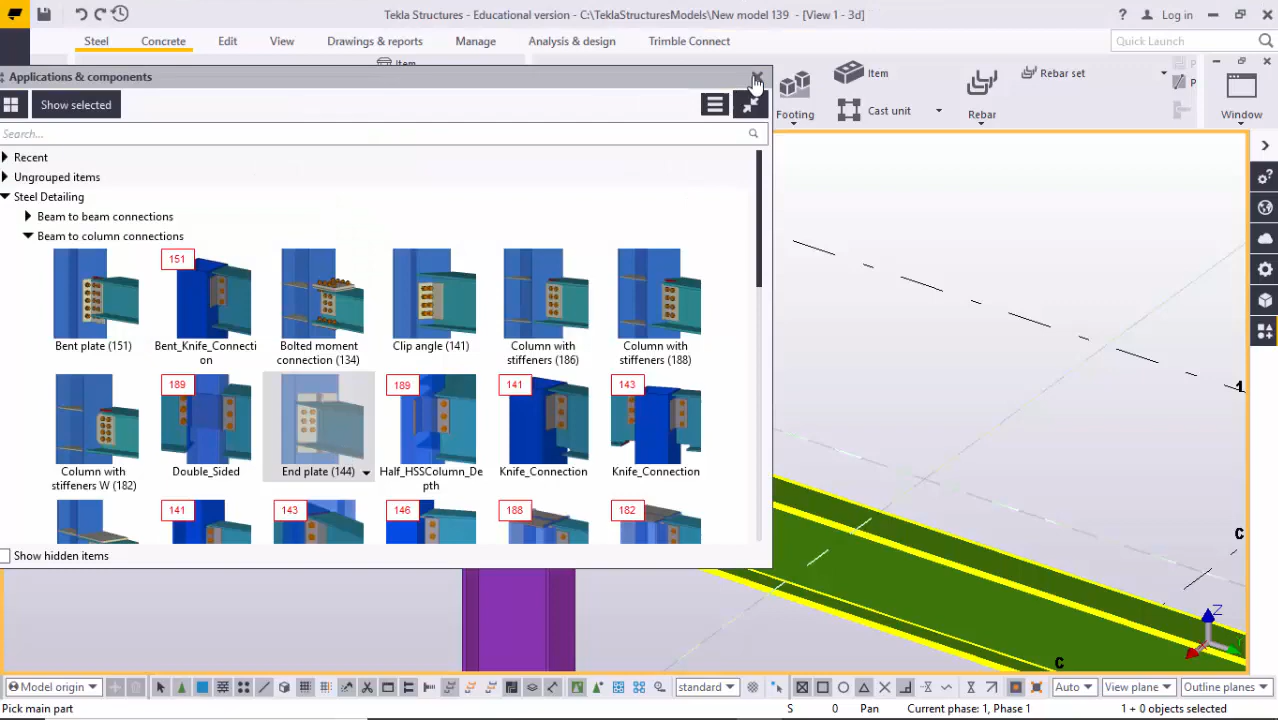 Tekla Structures - Educational version - C:\TeklaStructuresModels\New model 139 - [View 1 - 3d]
Log in
Steel
Concrete
Edit
View
Drawings & reports
Manage
Analysis & design
Trimble Connect
Quick Launch
Item
Applications & components
Show selected
Search...
Recent
Ungrouped items
Steel Detailing
Beam to beam connections
Beam to column connections
151
Bent plate (151)
Bent_Knife_Connecti
on
Bolted moment
connection (134)
Clip angle (141)
Column with
stiffeners (186)
Column with
stiffeners (188)
189
189
141
143
Column with
stiffeners W (182)
Double_Sided
End plate (144)
Half_HSSColumn_De
pth
Knife_Connection
Knife_Connection
141
143
146
188
182
Show hidden items
Footing
Item
Cast unit
Rebar
Rebar set
P
P
Window
1
C
C
Z
Model origin
standard
Auto
View plane
Outline planes
Pick main part
S
0
Pan
Current phase: 1, Phase 1
1 + 0 objects selected